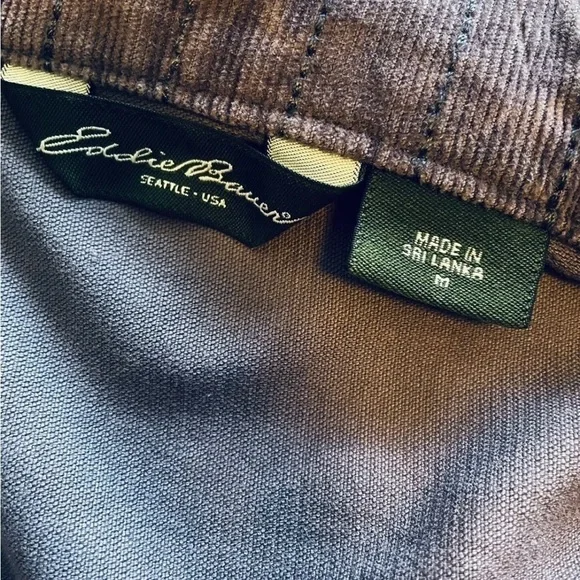 Eddie Bauer®
SEATTLE · USA
MADE IN
SRI LANKA
M